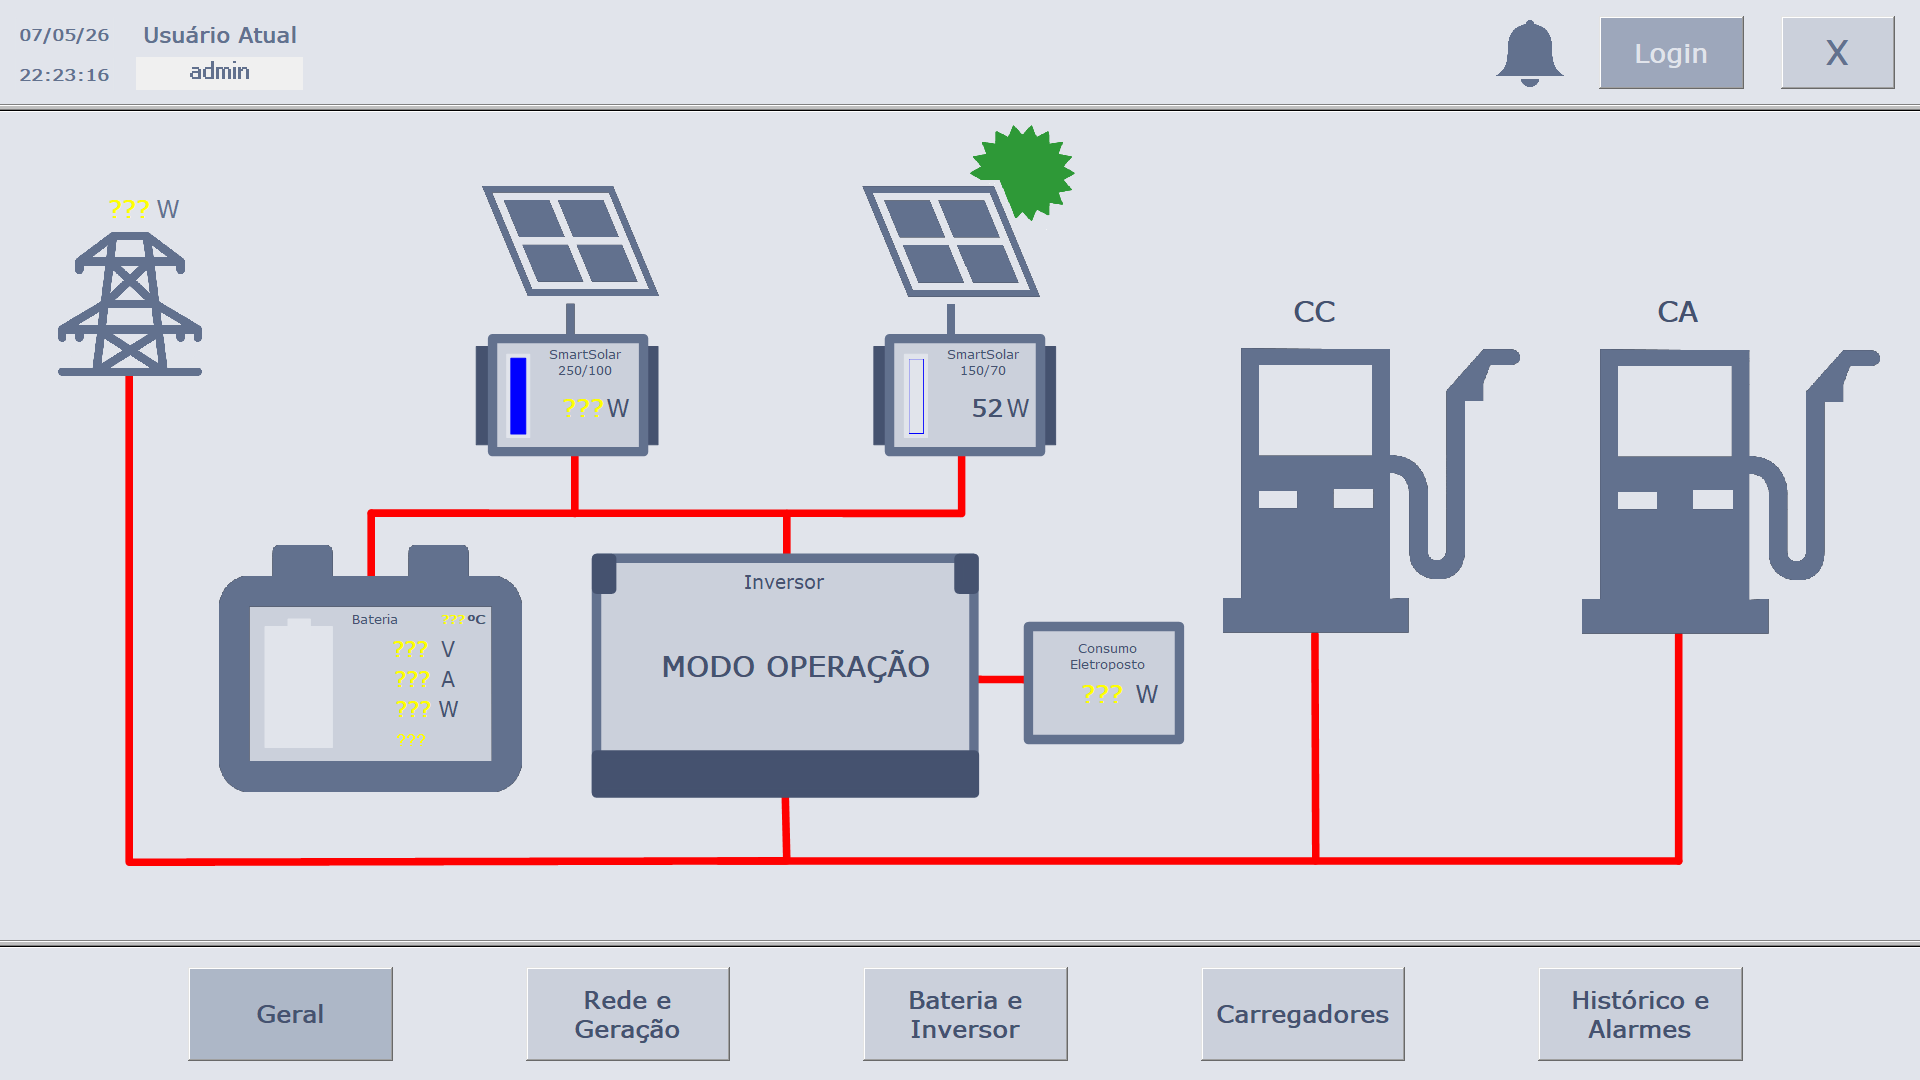 07/05/26
Usuário Atual
22:23:16
admin
Login
X
??? W
SmartSolar
250/100
???W
SmartSolar
150/70
52W
CC
CA
Bateria ???ºC
??? V
??? A
??? W
???
Inversor
MODO OPERAÇÃO
Consumo
Eletroposto
??? W
Geral
Rede e
Geração
Bateria e
Inversor
Carregadores
Histórico e
Alarmes